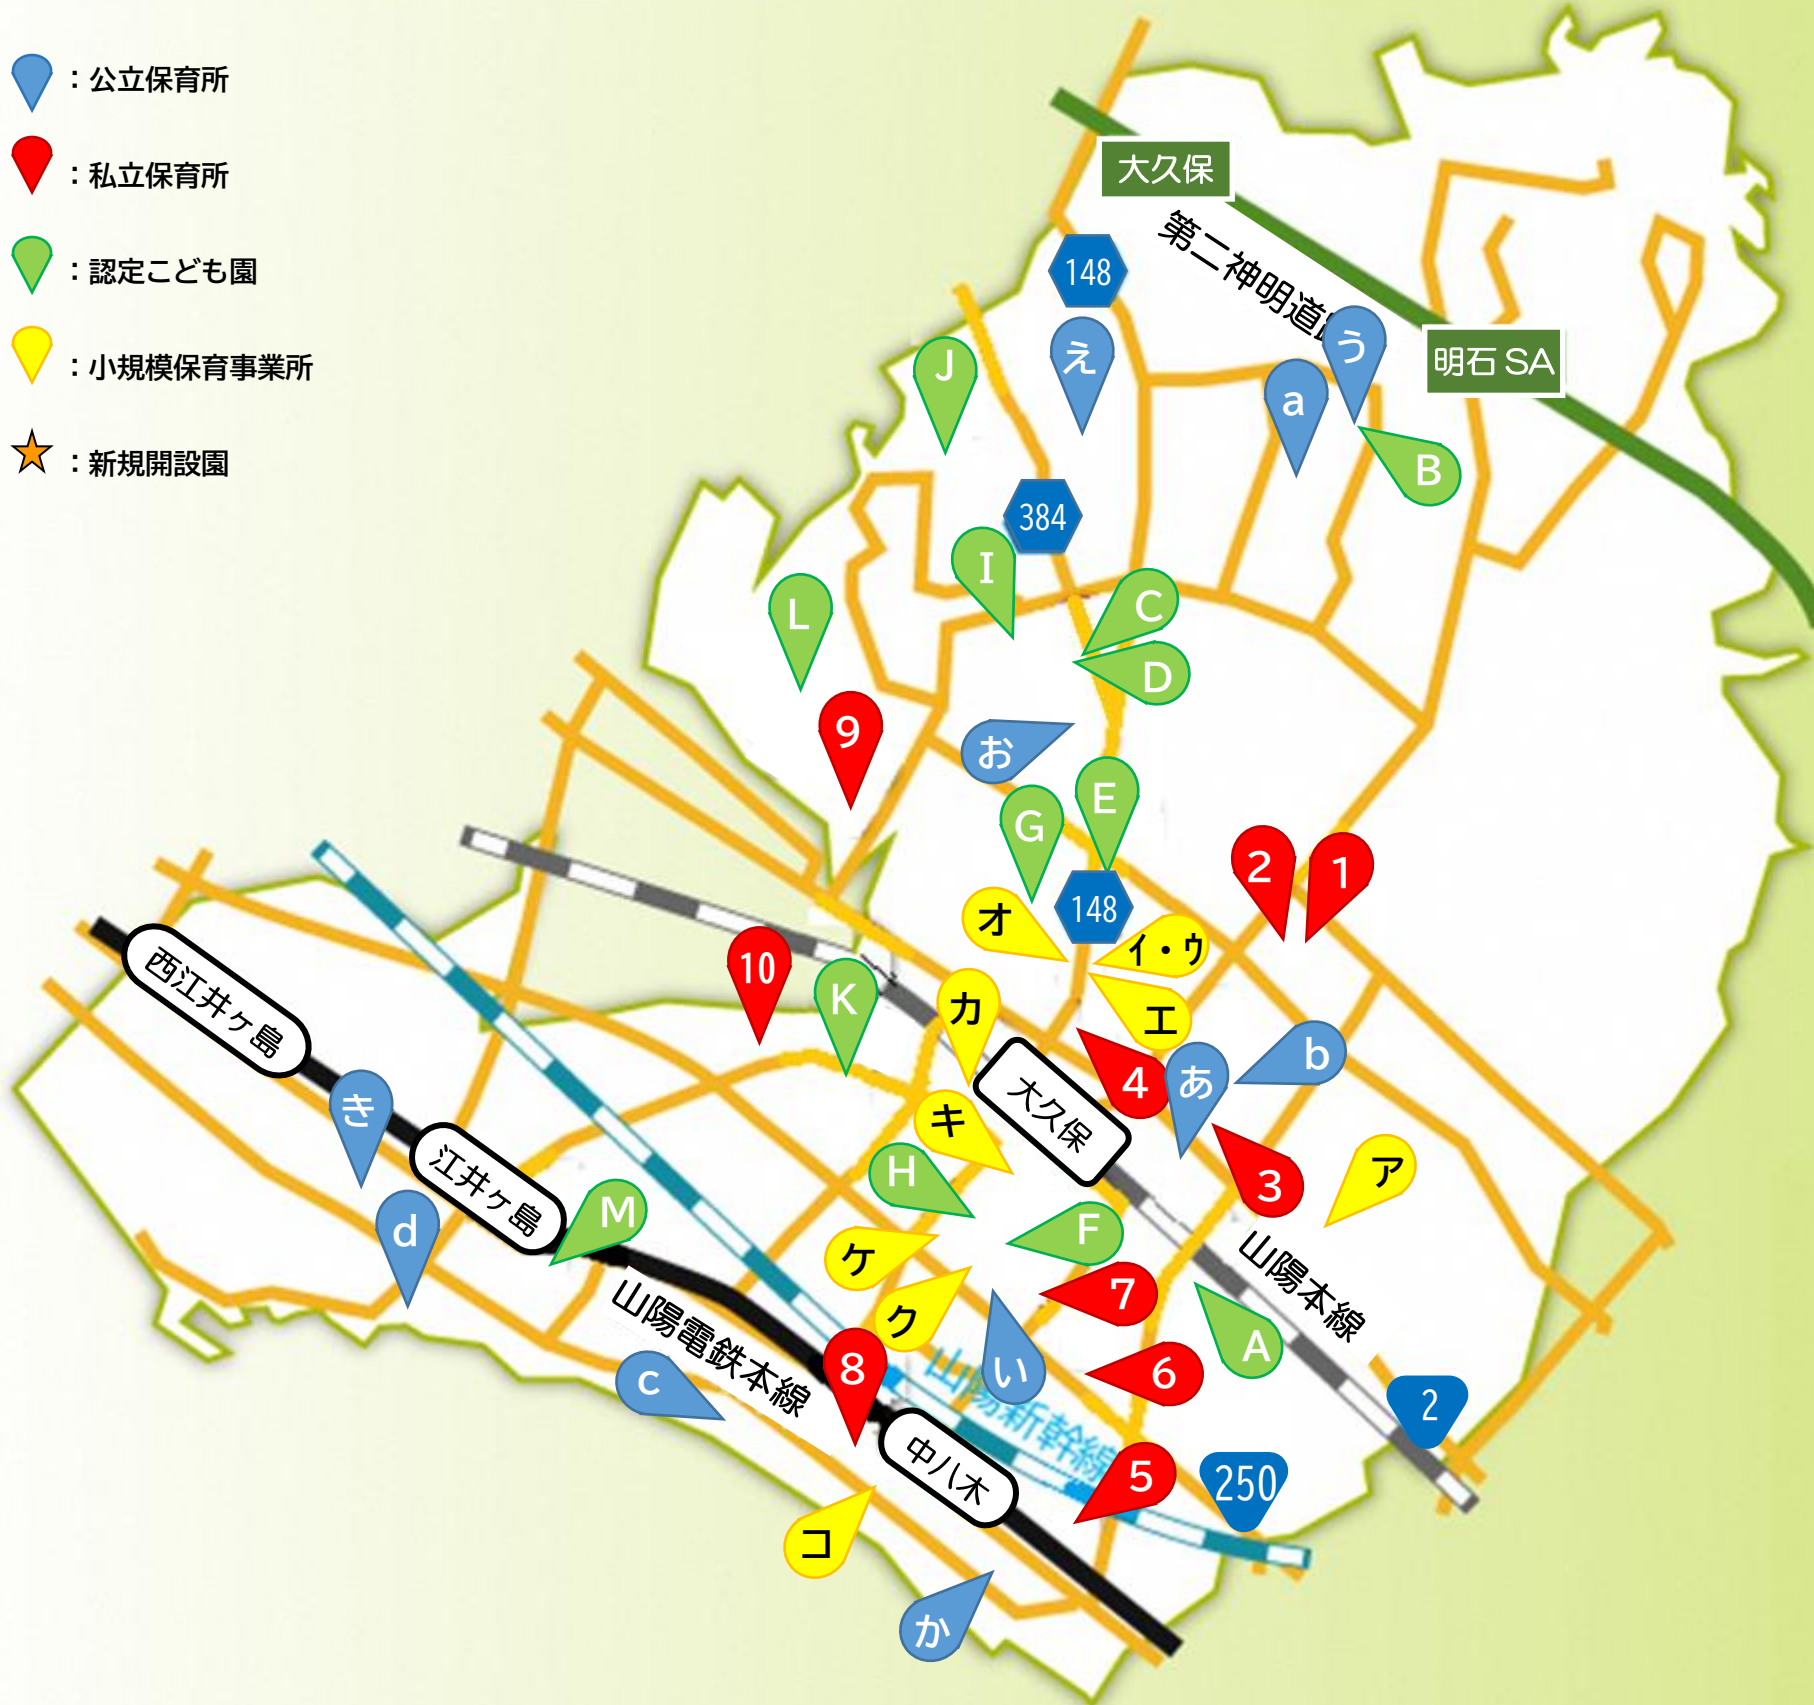 ：公立保育所
：私立保育所
：認定こども園
：小規模保育事業所
：新規開設園
大久保
第二神明道路
148
え
う
J
a
明石 SA
B
384
I
C
L
D
9
お
E
G
2
1
148
オ
イ・ウ
10
K
カ
エ
西江井ヶ島
b
4
あ
大久保
き
キ
江井ヶ島
H
3
ア
d
M
F
ケ
7
山陽本線
山陽電鉄本線
ク
A
8
い
6
c
山陽新幹線
2
中八木
5
250
コ
か